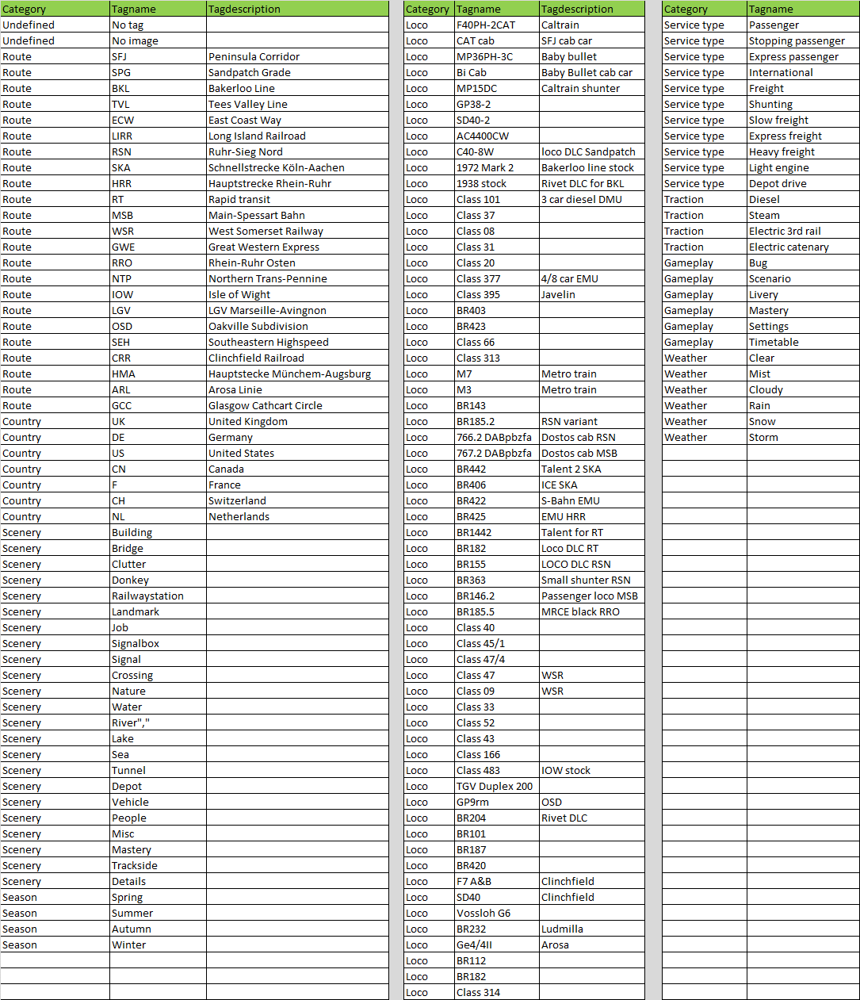 Category Tagname Tagdescription
Undefined No tag
Undefined No image
Route SFJ Peninsula Corridor
Route SPG Sandpatch Grade
Route BKL Bakerloo Line
Route TVL Tees Valley Line
Route ECW East Coast Way
Route LIRR Long Island Railroad
Route RSN Ruhr-Sieg Nord
Route SKA Schnellstrecke Köln-Aachen
Route HRR Hauptstrecke Rhein-Ruhr
Route RT Rapid transit
Route MSB Main-Spessart Bahn
Route WSR West Somerset Railway
Route GWE Great Western Express
Route RRO Rhein-Ruhr Osten
Route NTP Northern Trans-Pennine
Route IOW Isle of Wight
Route LGV LGV Marseille-Avingnon
Route OSD Oakville Subdivision
Route SEH Southeastern Highspeed
Route CRR Clinchfield Railroad
Route HMA Hauptstecke Münchem-Augsburg
Route ARL Arosa Linie
Route GCC Glasgow Cathcart Circle
Country UK United Kingdom
Country DE Germany
Country US United States
Country CN Canada
Country F France
Country CH Switzerland
Country NL Netherlands
Scenery Building
Scenery Bridge
Scenery Clutter
Scenery Donkey
Scenery Railwaystation
Scenery Landmark
Scenery Job
Scenery Signalbox
Scenery Signal
Scenery Crossing
Scenery Nature
Scenery Water
Scenery River","
Scenery Lake
Scenery Sea
Scenery Tunnel
Scenery Depot
Scenery Vehicle
Scenery People
Scenery Misc
Scenery Mastery
Scenery Trackside
Scenery Details
Season Spring
Season Summer
Season Autumn
Season Winter
Category Tagname Tagdescription
Loco F40PH-2CAT Caltrain
Loco CAT cab SFJ cab car
Loco MP36PH-3C Baby bullet
Loco Bi Cab Baby Bullet cab car
Loco MP15DC Caltrain shunter
Loco GP38-2
Loco SD40-2
Loco AC4400CW
Loco C40-8W loco DLC Sandpatch
Loco 1972 Mark 2 Bakerloo line stock
Loco 1938 stock Rivet DLC for BKL
Loco Class 101 3 car diesel DMU
Loco Class 37
Loco Class 08
Loco Class 31
Loco Class 20
Loco Class 377 4/8 car EMU
Loco Class 395 Javelin
Loco BR403
Loco BR423
Loco Class 66
Loco Class 313
Loco M7 Metro train
Loco M3 Metro train
Loco BR143
Loco BR185.2 RSN variant
Loco 766.2 DABpbzfa Dostos cab RSN
Loco 767.2 DABpbzfa Dostos cab MSB
Loco BR442 Talent 2 SKA
Loco BR406 ICE SKA
Loco BR422 S-Bahn EMU
Loco BR425 EMU HRR
Loco BR1442 Talent for RT
Loco BR182 Loco DLC RT
Loco BR155 LOCO DLC RSN
Loco BR363 Small shunter RSN
Loco BR146.2 Passenger loco MSB
Loco BR185.5 MRCE black RRO
Loco Class 40
Loco Class 45/1
Loco Class 47/4
Loco Class 47 WSR
Loco Class 09 WSR
Loco Class 33
Loco Class 52
Loco Class 43
Loco Class 166
Loco Class 483 IOW stock
Loco TGV Duplex 200
Loco GP9rm OSD
Loco BR204 Rivet DLC
Loco BR101
Loco BR187
Loco BR420
Loco F7 A&B Clinchfield
Loco SD40 Clinchfield
Loco Vossloh G6
Loco BR232 Ludmilla
Loco Ge4/4II Arosa
Loco BR112
Loco BR182
Loco Class 314
Category Tagname
Service type Passenger
Service type Stopping passenger
Service type Express passenger
Service type International
Service type Freight
Service type Shunting
Service type Slow freight
Service type Express freight
Service type Heavy freight
Service type Light engine
Service type Depot drive
Traction Diesel
Traction Steam
Traction Electric 3rd rail
Traction Electric catenary
Gameplay Bug
Gameplay Scenario
Gameplay Livery
Gameplay Mastery
Gameplay Settings
Gameplay Timetable
Weather Clear
Weather Mist
Weather Cloudy
Weather Rain
Weather Snow
Weather Storm